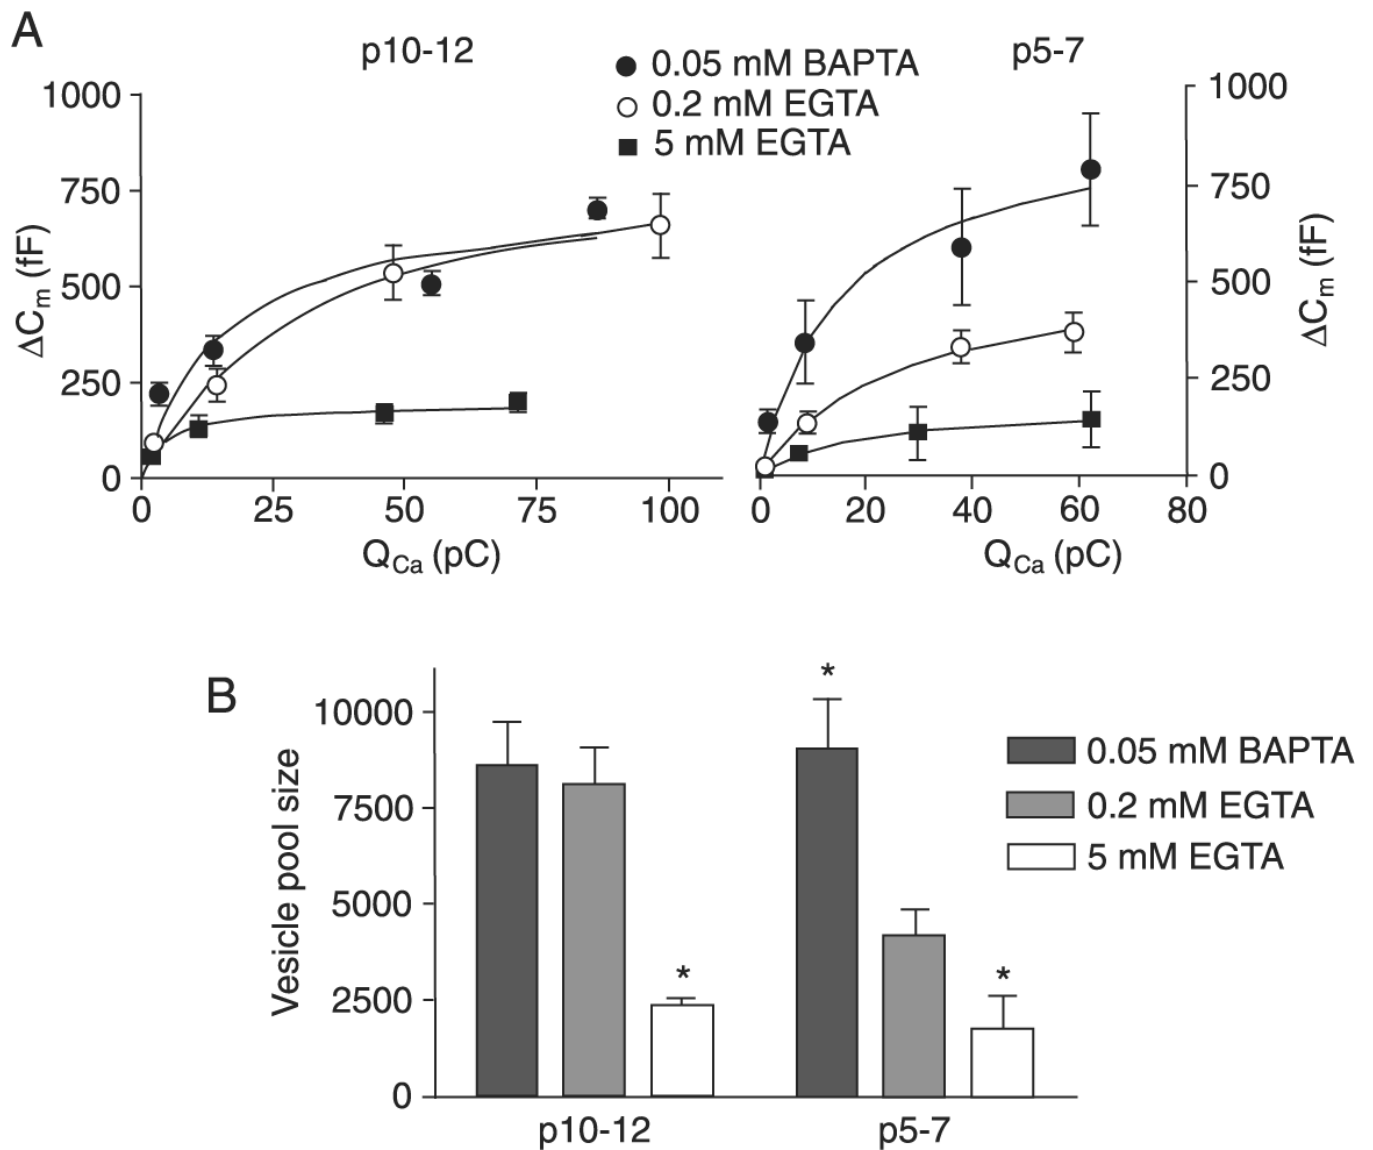 A
p10-12
0.05 mM BAPTA
0.2 mM EGTA
5 mM EGTA
p5-7
1000
750
500
250
0
ΔCm (fF)
0 25 50 75 100
QCa (pC)
1000
750
500
250
0
ΔCm (fF)
0 20 40 60 80
QCa (pC)
B
Vesicle pool size
10000
7500
5000
2500
0
*
*
*
p10-12
p5-7
0.05 mM BAPTA
0.2 mM EGTA
5 mM EGTA